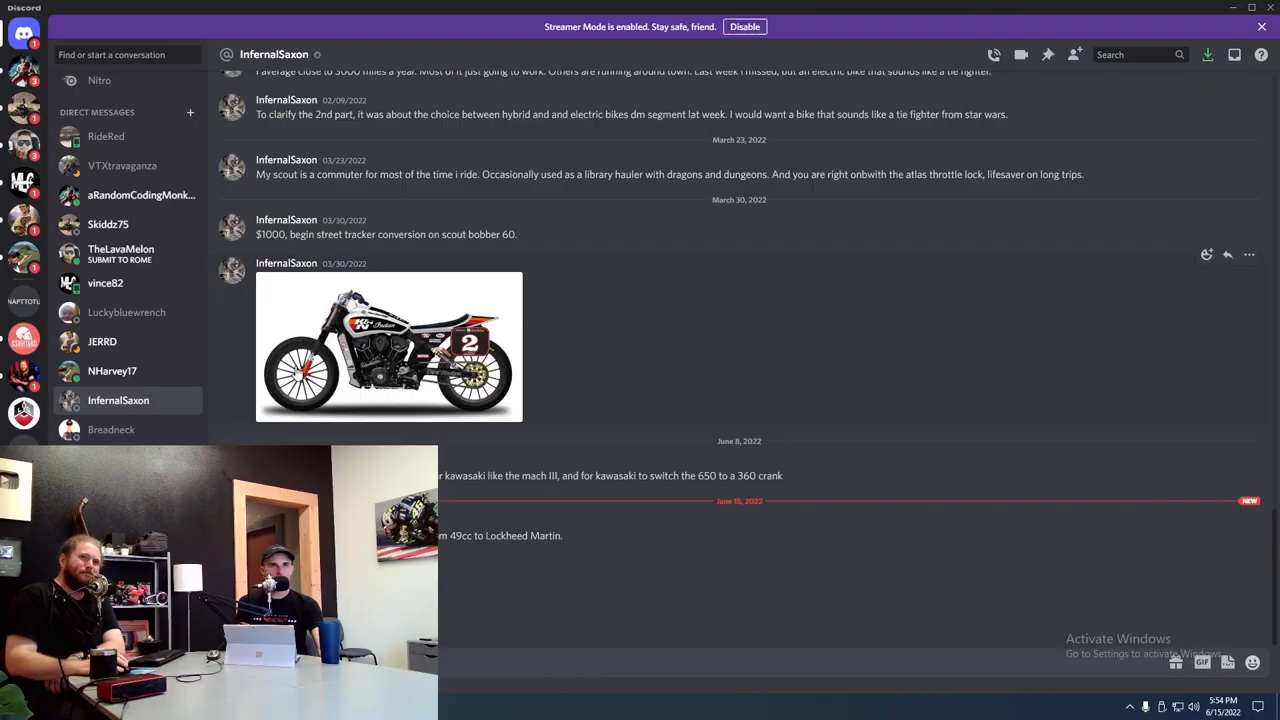 Discord
Streamer Mode is enabled. Stay safe, friend. Disable
Find or start a conversation
InfernalSaxon
Search
Nitro
DIRECT MESSAGES
RideRed
VTXtravaganza
aRandomCodingMonk...
Skiddz75
TheLavaMelon
SUBMIT TO ROME
vince82
Luckybluewrench
JERRD
NHarvey17
InfernalSaxon
Breadneck
I average close to 3000 miles a year. Most of it just going to work. Others are running around town. Last week I missed, but an electric bike that sounds like a tie fighter.
InfernalSaxon 02/09/2022
To clarify the 2nd part, it was about the choice between hybrid and and electric bikes dm segment lat week. I would want a bike that sounds like a tie fighter from star wars.
March 23, 2022
InfernalSaxon 03/23/2022
My scout is a commuter for most of the time i ride. Occasionally used as a library hauler with dragons and dungeons. And you are right onbwith the atlas throttle lock, lifesaver on long trips.
March 30, 2022
InfernalSaxon 03/30/2022
$1000, begin street tracker conversion on scout bobber 60.
InfernalSaxon 03/30/2022
Indian
2
June 8, 2022
r kawasaki like the mach III, and for kawasaki to switch the 650 to a 360 crank
June 15, 2022
NEW
m 49cc to Lockheed Martin.
Activate Windows
Go to Settings to activate Windows.
GIF
5:54 PM
6/15/2022